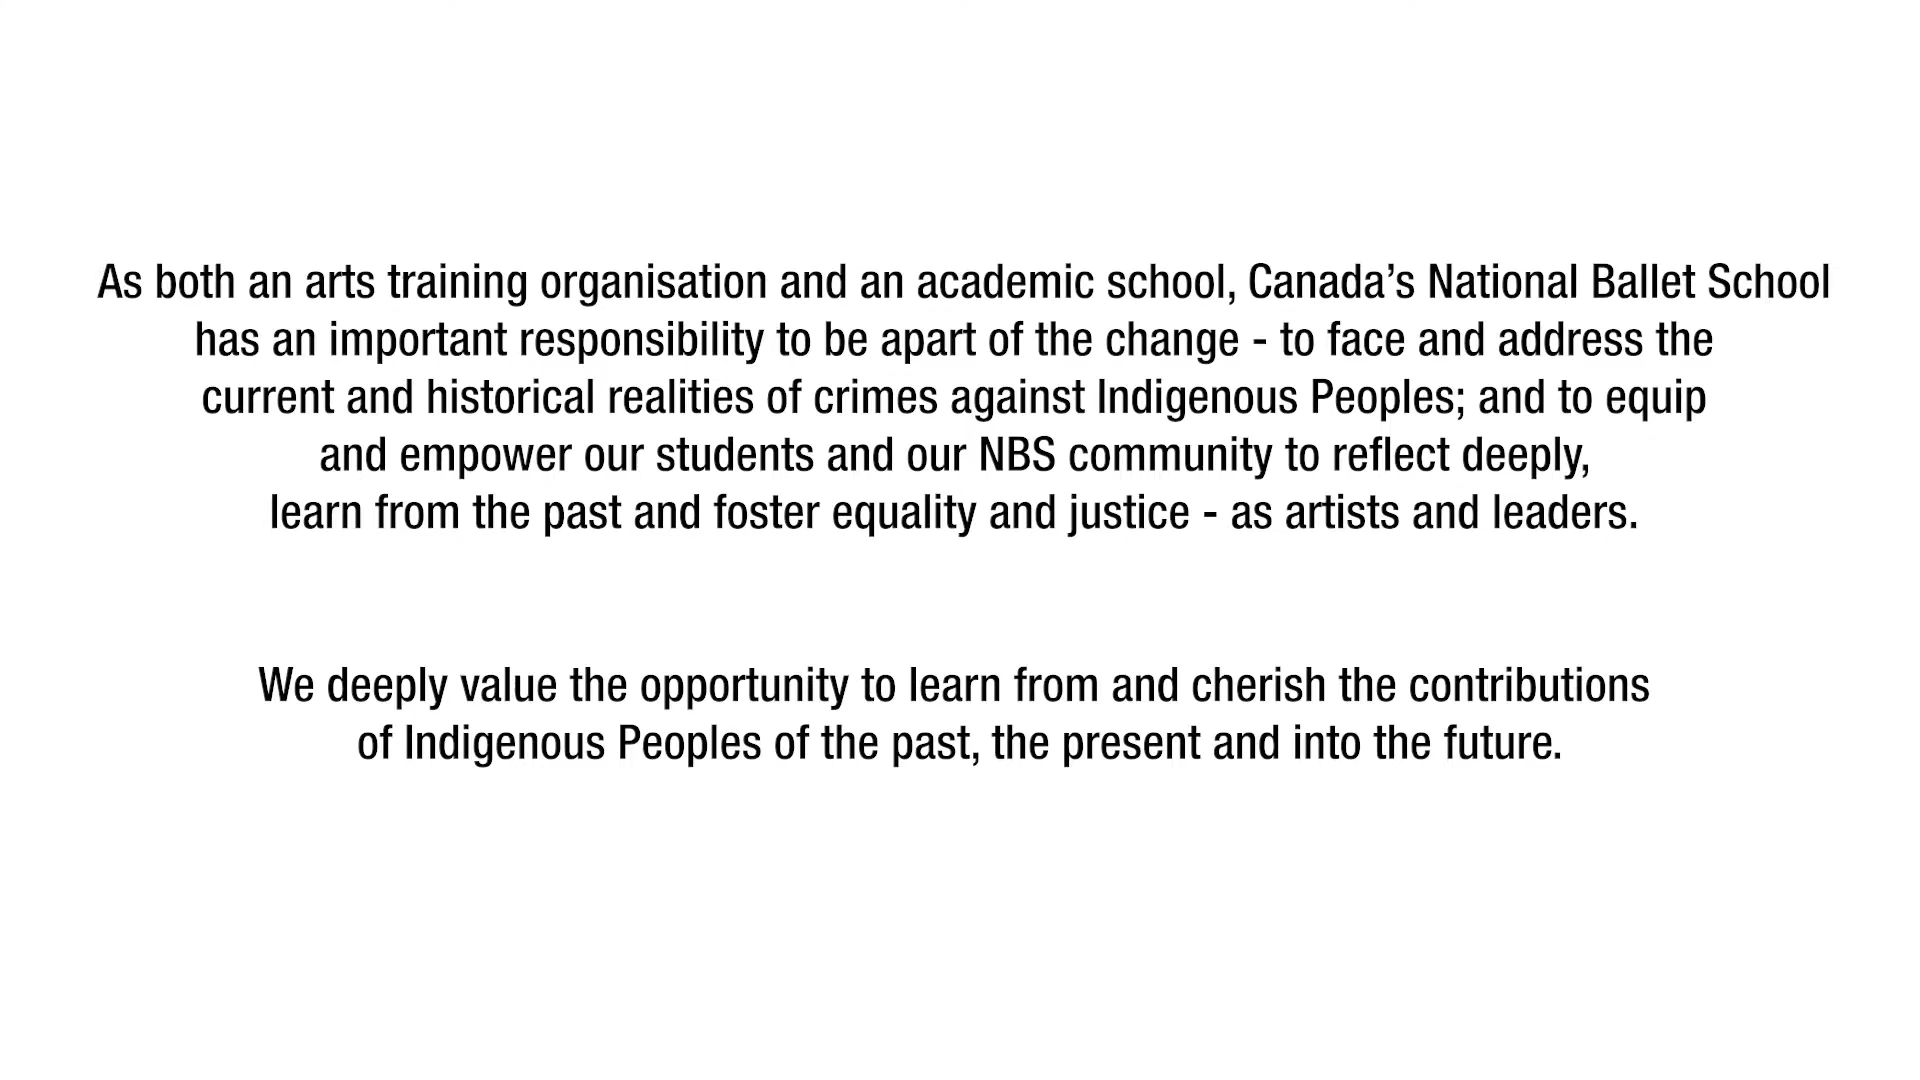 As both an arts training organisation and an academic school, Canada’s National Ballet School
has an important responsibility to be apart of the change - to face and address the
current and historical realities of crimes against Indigenous Peoples; and to equip
and empower our students and our NBS community to reflect deeply,
learn from the past and foster equality and justice - as artists and leaders.
We deeply value the opportunity to learn from and cherish the contributions
of Indigenous Peoples of the past, the present and into the future.